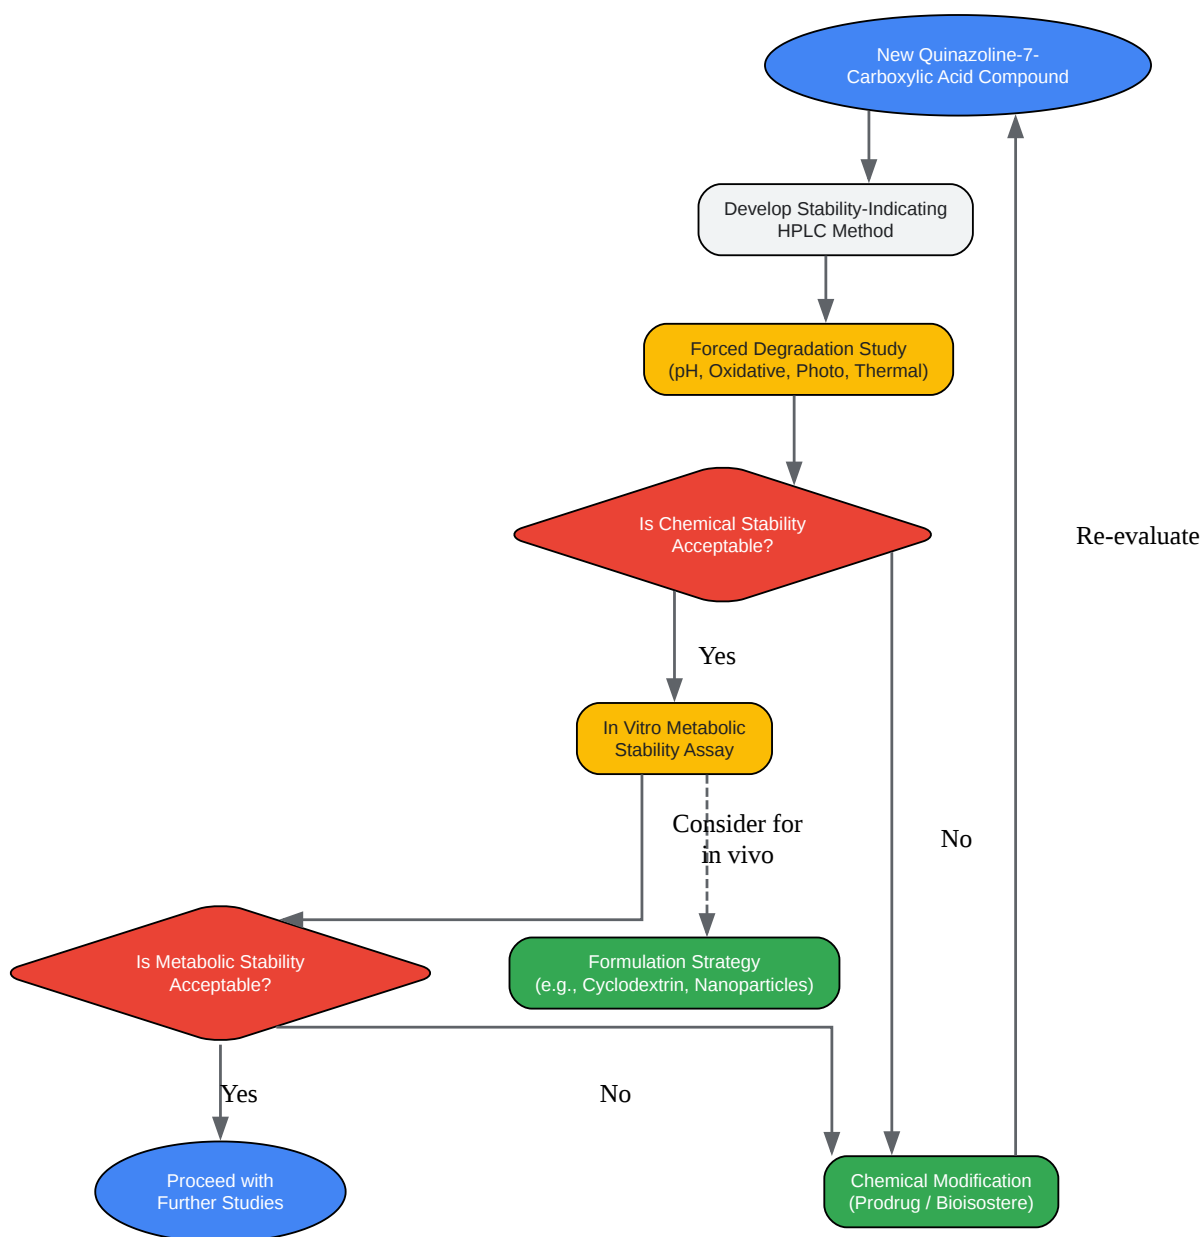 New Quinazoline-7-
Carboxylic Acid Compound
Develop Stability-Indicating
HPLC Method
Forced Degradation Study
(pH, Oxidative, Photo, Thermal)
Is Chemical Stability
Acceptable?
Re-evaluate
Yes
In Vitro Metabolic
Stability Assay
Consider for
in vivo
No
Is Metabolic Stability
Acceptable?
Formulation Strategy
(e.g., Cyclodextrin, Nanoparticles)
Yes
No
Proceed with
Further Studies
Chemical Modification
(Prodrug / Bioisostere)